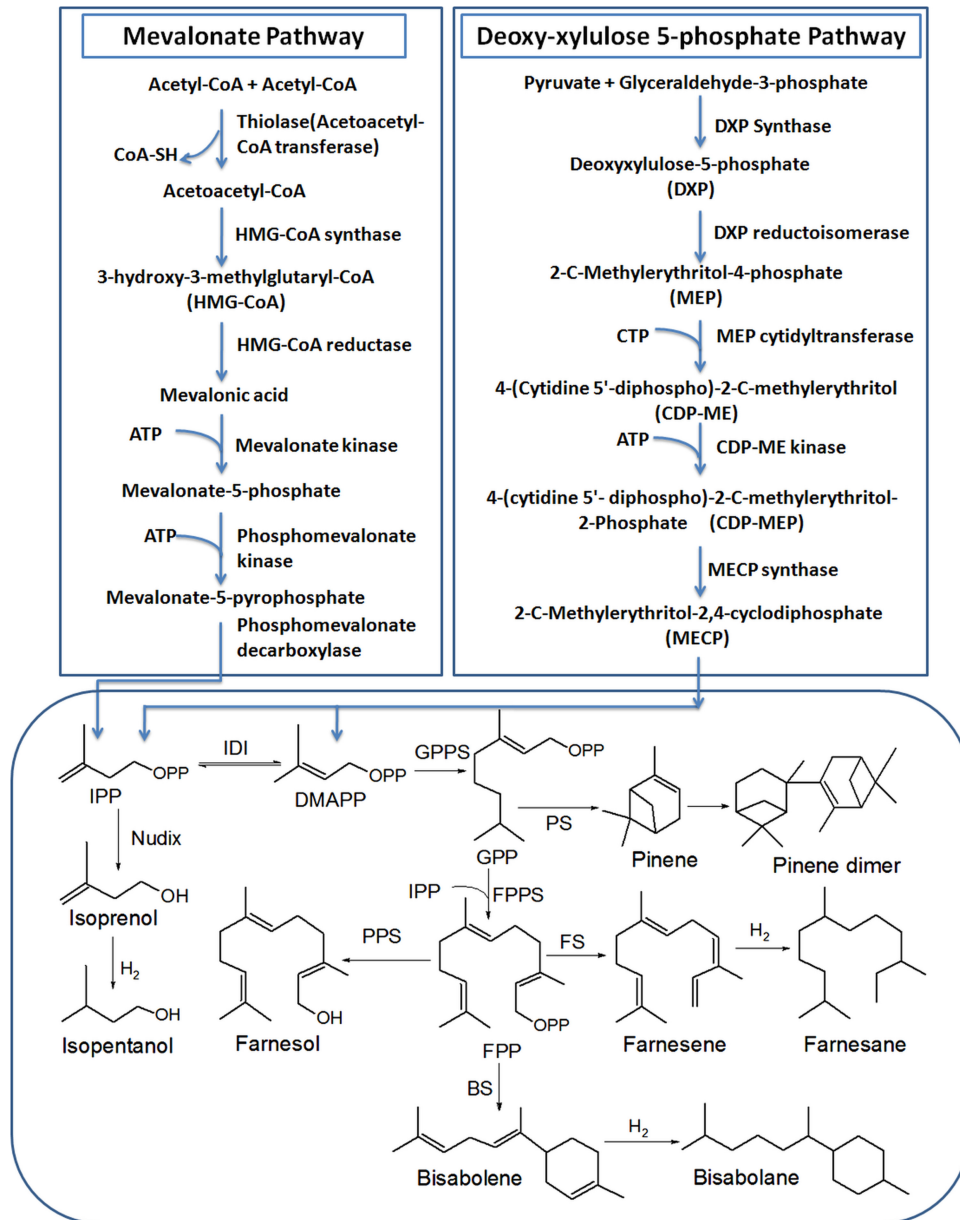 Mevalonate Pathway
Acetyl-CoA + Acetyl-CoA
Thiolase(Acetoacetyl-
CoA transferase)
CoA-SH
Acetoacetyl-CoA
HMG-CoA synthase
3-hydroxy-3-methylglutaryl-CoA
(HMG-CoA)
HMG-CoA reductase
Mevalonic acid
ATP
Mevalonate kinase
Mevalonate-5-phosphate
ATP
Phosphomevalonate
kinase
Mevalonate-5-pyrophosphate
Phosphomevalonate
decarboxylase
Deoxy-xylulose 5-phosphate Pathway
Pyruvate + Glyceraldehyde-3-phosphate
DXP Synthase
Deoxyxylulose-5-phosphate
(DXP)
DXP reductoisomerase
2-C-Methylerythritol-4-phosphate
(MEP)
CTP
MEP cytidyltransferase
4-(Cytidine 5'-diphospho)-2-C-methylerythritol
(CDP-ME)
ATP
CDP-ME kinase
4-(cytidine 5'- diphospho)-2-C-methylerythritol-
2-Phosphate (CDP-MEP)
MECP synthase
2-C-Methylerythritol-2,4-cyclodiphosphate
(MECP)
OPP
IPP
IDI
OPP
DMAPP
GPPS
OPP
GPP
PS
Pinene
Pinene dimer
Nudix
OH
Isoprenol
H2
OH
Isopentanol
IPP
FPPS
PPS
OH
Farnesol
OPP
FPP
FS
Farnesene
H2
Farnesane
BS
Bisabolene
H2
Bisabolane